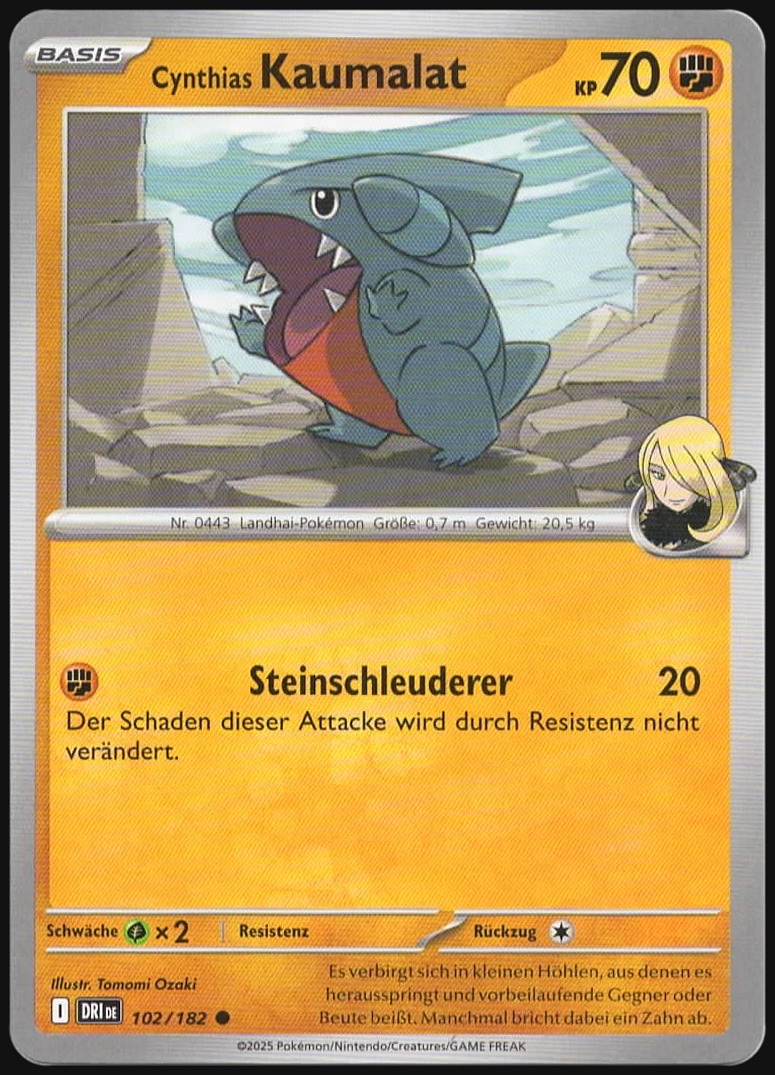 BASIS
Cynthias Kaumalat
KP 70
Nr. 0443 Landhai-Pokémon Größe: 0,7 m Gewicht: 20,5 kg
Steinschleuderer 20
Der Schaden dieser Attacke wird durch Resistenz nicht
verändert.
Schwäche ×2 Resistenz Rückzug
Illustr. Tomomi Ozaki
I DRI DE 102/182
Es verbirgt sich in kleinen Höhlen, aus denen es
herausspringt und vorbeilaufende Gegner oder
Beute beißt. Manchmal bricht dabei ein Zahn ab.
©2025 Pokémon/Nintendo/Creatures/GAME FREAK